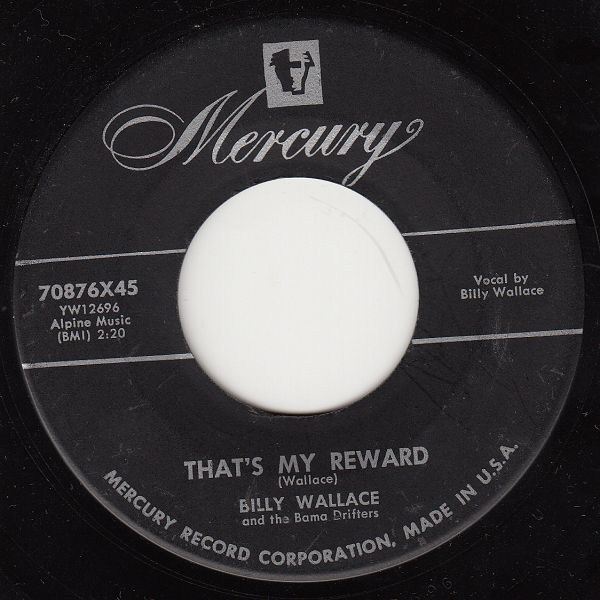 Mercury
70876X45
YW12696
Alpine Music
(BMI) 2:20
Vocal by
Billy Wallace
THAT'S MY REWARD
(Wallace)
BILLY WALLACE
and the Bama Drifters
MERCURY RECORD CORPORATION, MADE IN U.S.A.